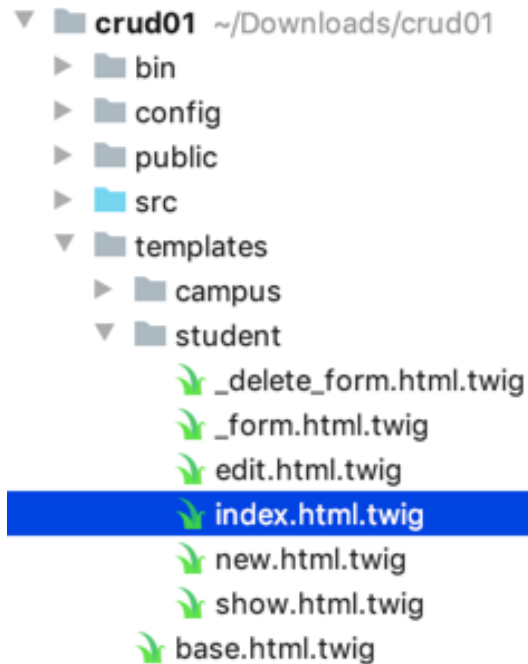 crud01 ~/Downloads/crud01
bin
config
public
src
templates
campus
student
_delete_form.html.twig
_form.html.twig
edit.html.twig
index.html.twig
new.html.twig
show.html.twig
base.html.twig